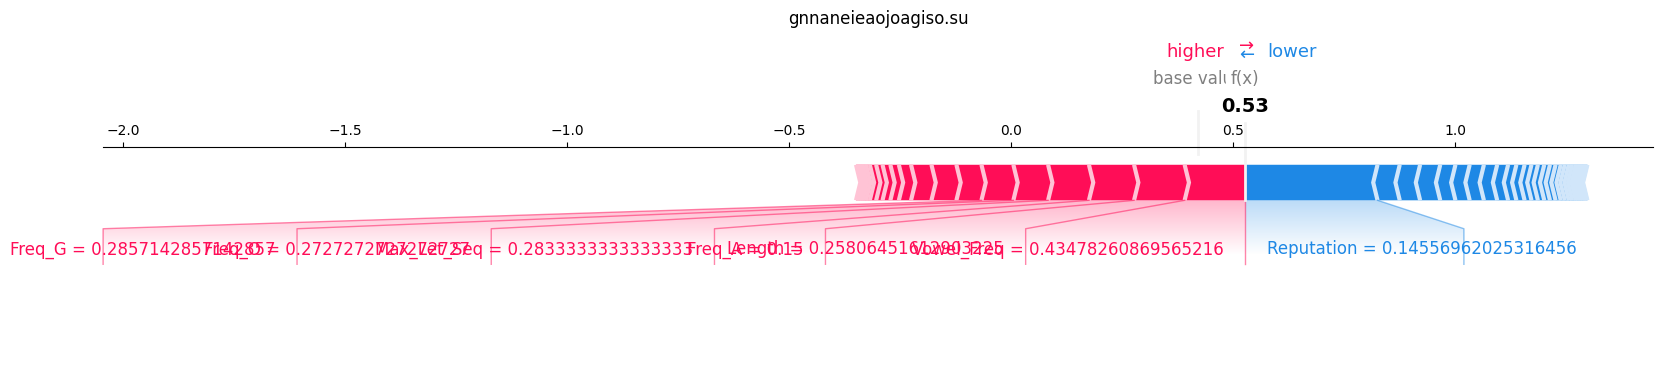 gnnaneieaojoagiso.su
higher → ← lower
base valu f(x)
0.53
−2.0 −1.5 −1.0 −0.5 0.0 0.5 1.0
Freq_G = 0.2857142857142857 = 0.2727272727272727 Max_Let_Seq = 0.2833333333333333 Freq_A = 0.15 Length = 0.25806451612903225 Vowel_Freq = 0.43478260869565216 Reputation = 0.14556962025316456